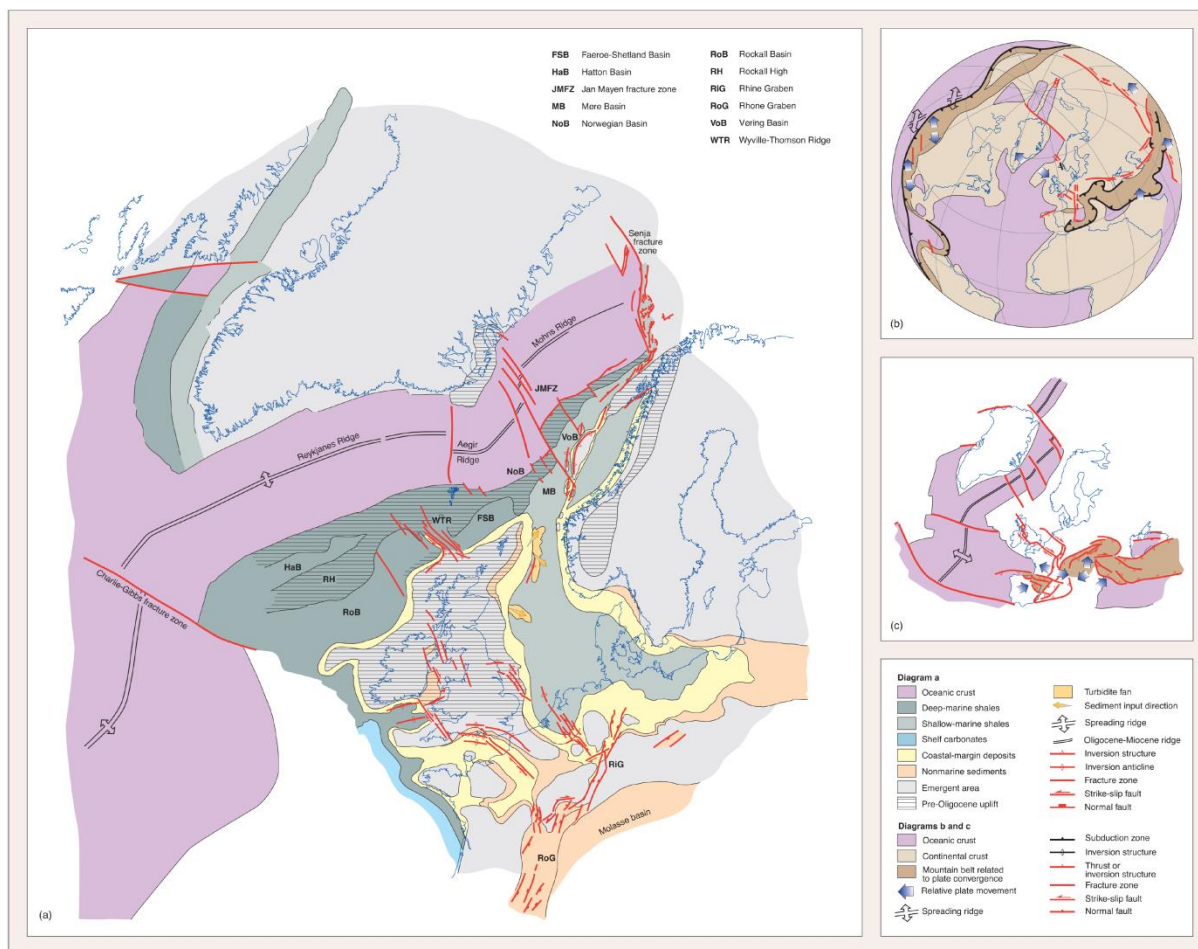 FSB Faeroe-Shetland Basin
HaB Hatton Basin
JMFZ Jan Mayen fracture zone
MB Møre Basin
NoB Norwegian Basin
RoB Rockall Basin
RH Rockall High
RIG Rhine Graben
RoG Rhone Graben
VoB Vøring Basin
WTR Wyville-Thomson Ridge
Senja
fracture
zone
Mohns Ridge
JMFZ
Reykjanes Ridge
Aegir
Ridge
VoB
NoB
MB
WTR
FSB
HaB
RH
RoB
Charlie-Gibbs fracture zone
RiG
Molasse basin
RoG
(a)
(b)
(c)
Diagram a
Oceanic crust
Deep-marine shales
Shallow-marine shales
Shelf carbonates
Coastal-margin deposits
Nonmarine sediments
Emergent area
Pre-Oligocene uplift
Turbidite fan
Sediment input direction
Spreading ridge
Oligocene-Miocene ridge
Inversion structure
Inversion anticline
Fracture zone
Strike-slip fault
Normal fault
Diagrams b and c
Oceanic crust
Continental crust
Mountain belt related
to plate convergence
Relative plate movement
Spreading ridge
Subduction zone
Inversion structure
Thrust or
inversion structure
Fracture zone
Strike-slip fault
Normal fault